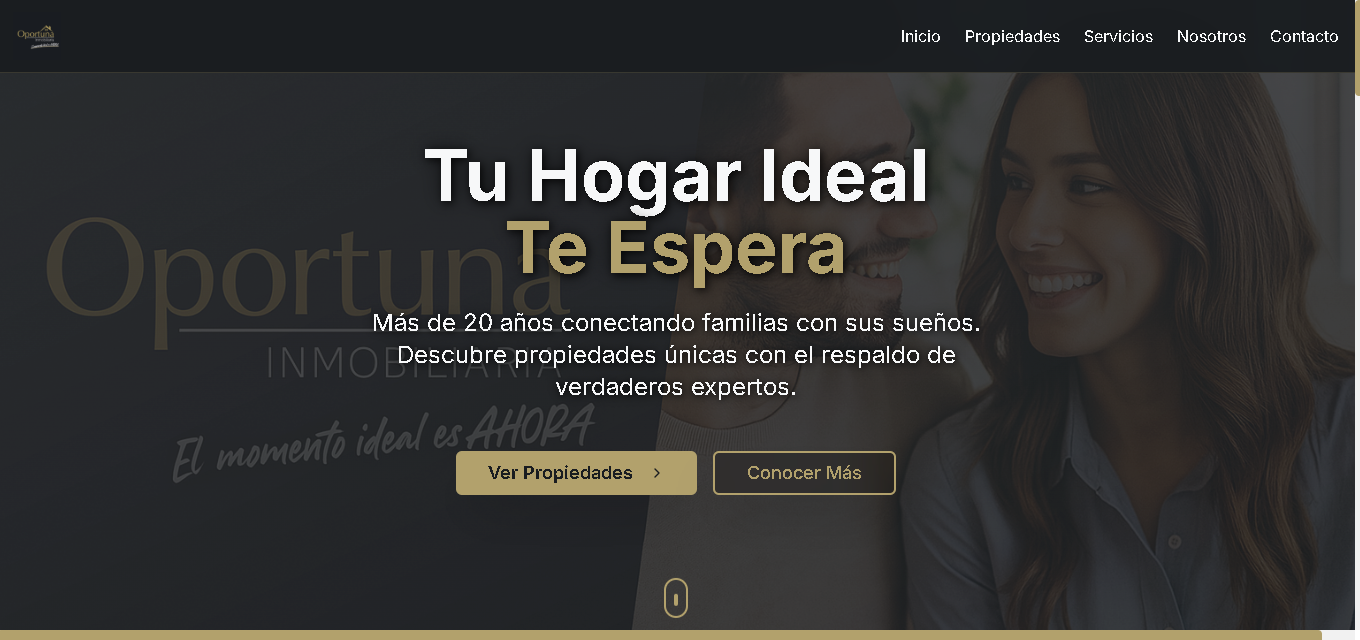 Oportuna
Inicio
Propiedades
Servicios
Nosotros
Contacto
Tu Hogar Ideal
Te Espera
Oportuna
INMOBILIARIA
El momento ideal es AHORA
Más de 20 años conectando familias con sus sueños.
Descubre propiedades únicas con el respaldo de
verdaderos expertos.
Ver Propiedades
Conocer Más